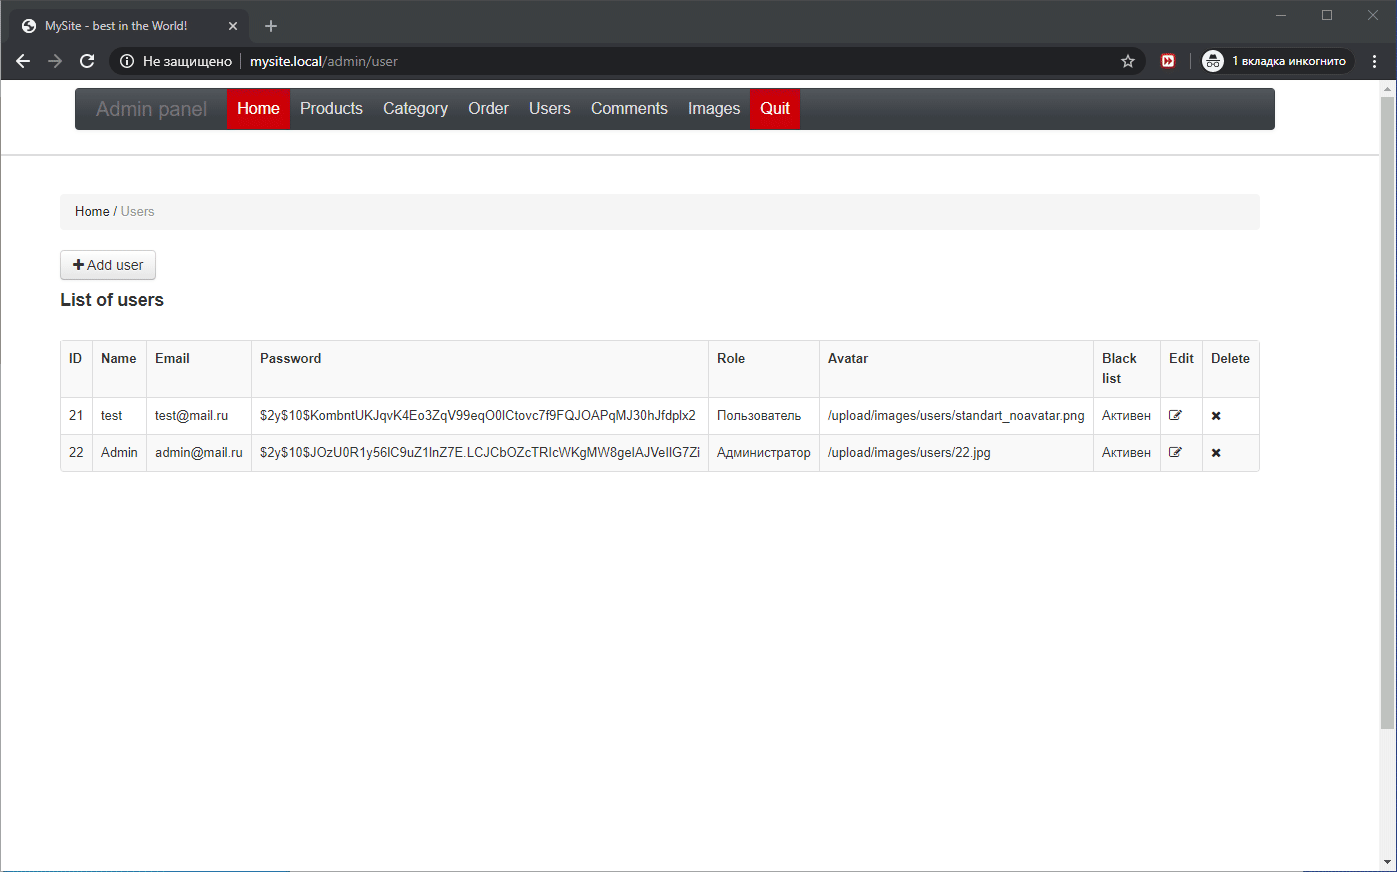 MySite - best in the World!
Не защищено mysite.local/admin/user 1 вкладка инкогнито
Admin panel Home Products Category Order Users Comments Images Quit
Home / Users
Add user
List of users
ID Name Email Password Role Avatar Black list Edit Delete
21 test test@mail.ru $2y$10$KombntUKJqvK4Eo3ZqV99eqO0lCtovc7f9FQJOAPqMJ30hJfdplx2 Пользователь /upload/images/users/standart_noavatar.png Активен
22 Admin admin@mail.ru $2y$10$JOzU0R1y56lC9uZ1lnZ7E.LCJCbOZcTRIcWKgMW8gelAJVellG7Zi Администратор /upload/images/users/22.jpg Активен